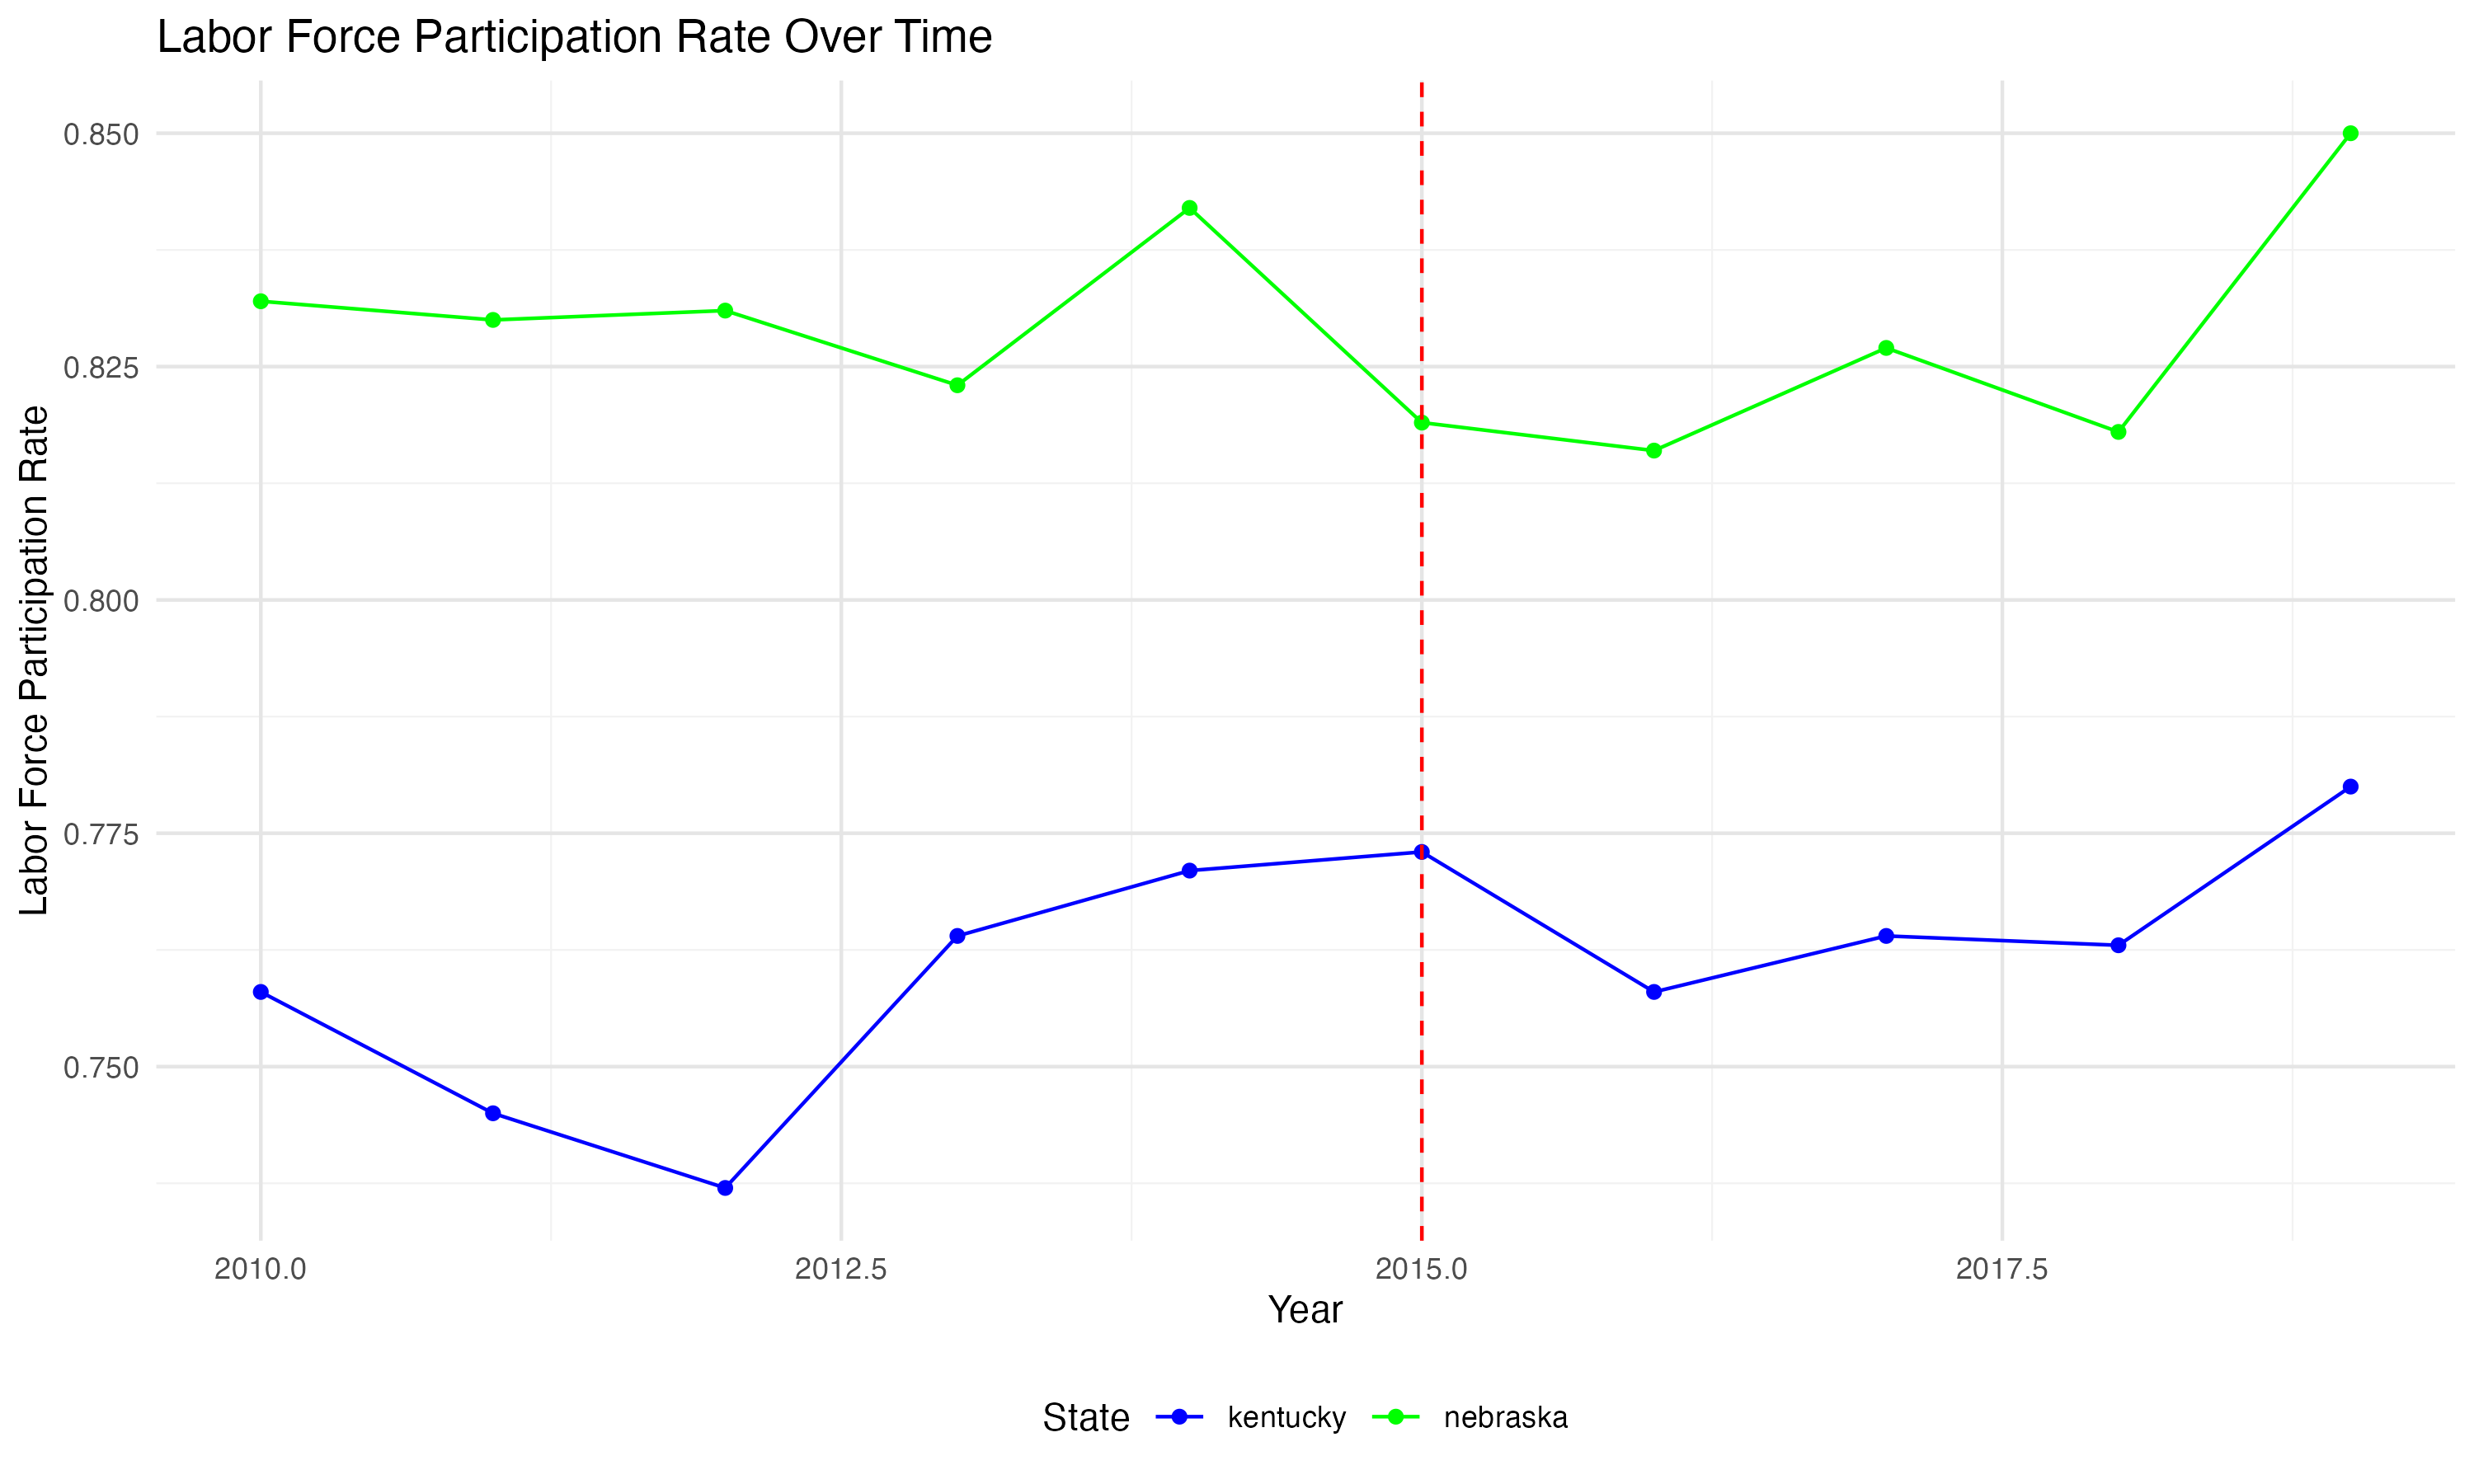 Labor Force Participation Rate Over Time
Labor Force Participation Rate
0.850
0.825
0.800
0.775
0.750
2010.0 2012.5 2015.0 2017.5
Year
State kentucky nebraska